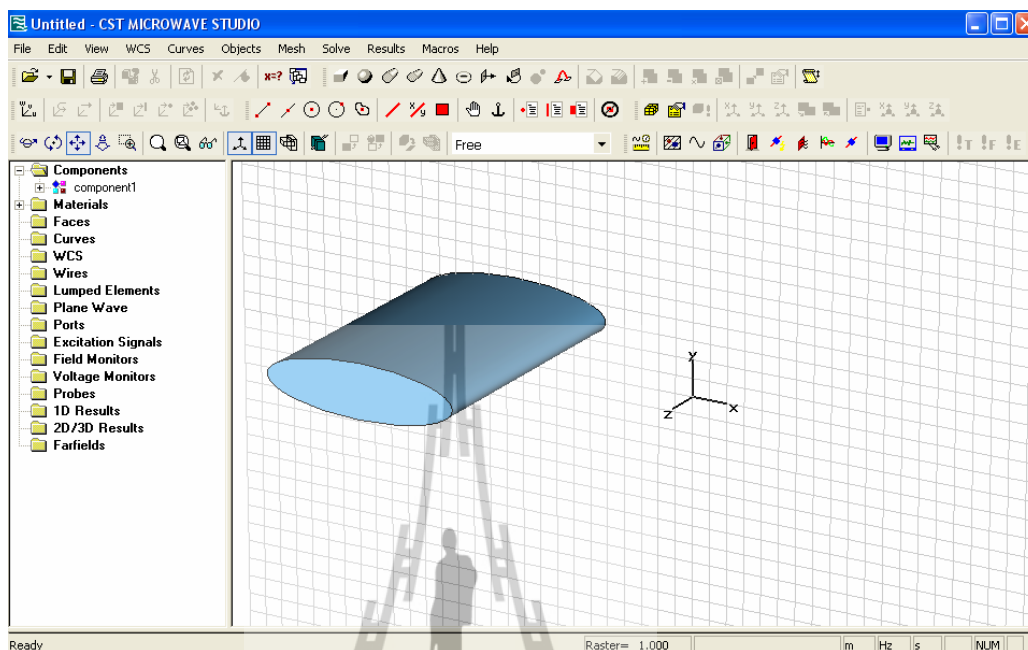 Untitled - CST MICROWAVE STUDIO
File Edit View WCS Curves Objects Mesh Solve Results Macros Help
x=?
Free
!T !F !E
Components
component1
Materials
Faces
Curves
WCS
Wires
Lumped Elements
Plane Wave
Ports
Excitation Signals
Field Monitors
Voltage Monitors
Probes
1D Results
2D/3D Results
Farfields
Y
X
Z
Ready Raster= 1.000 m Hz s NUM